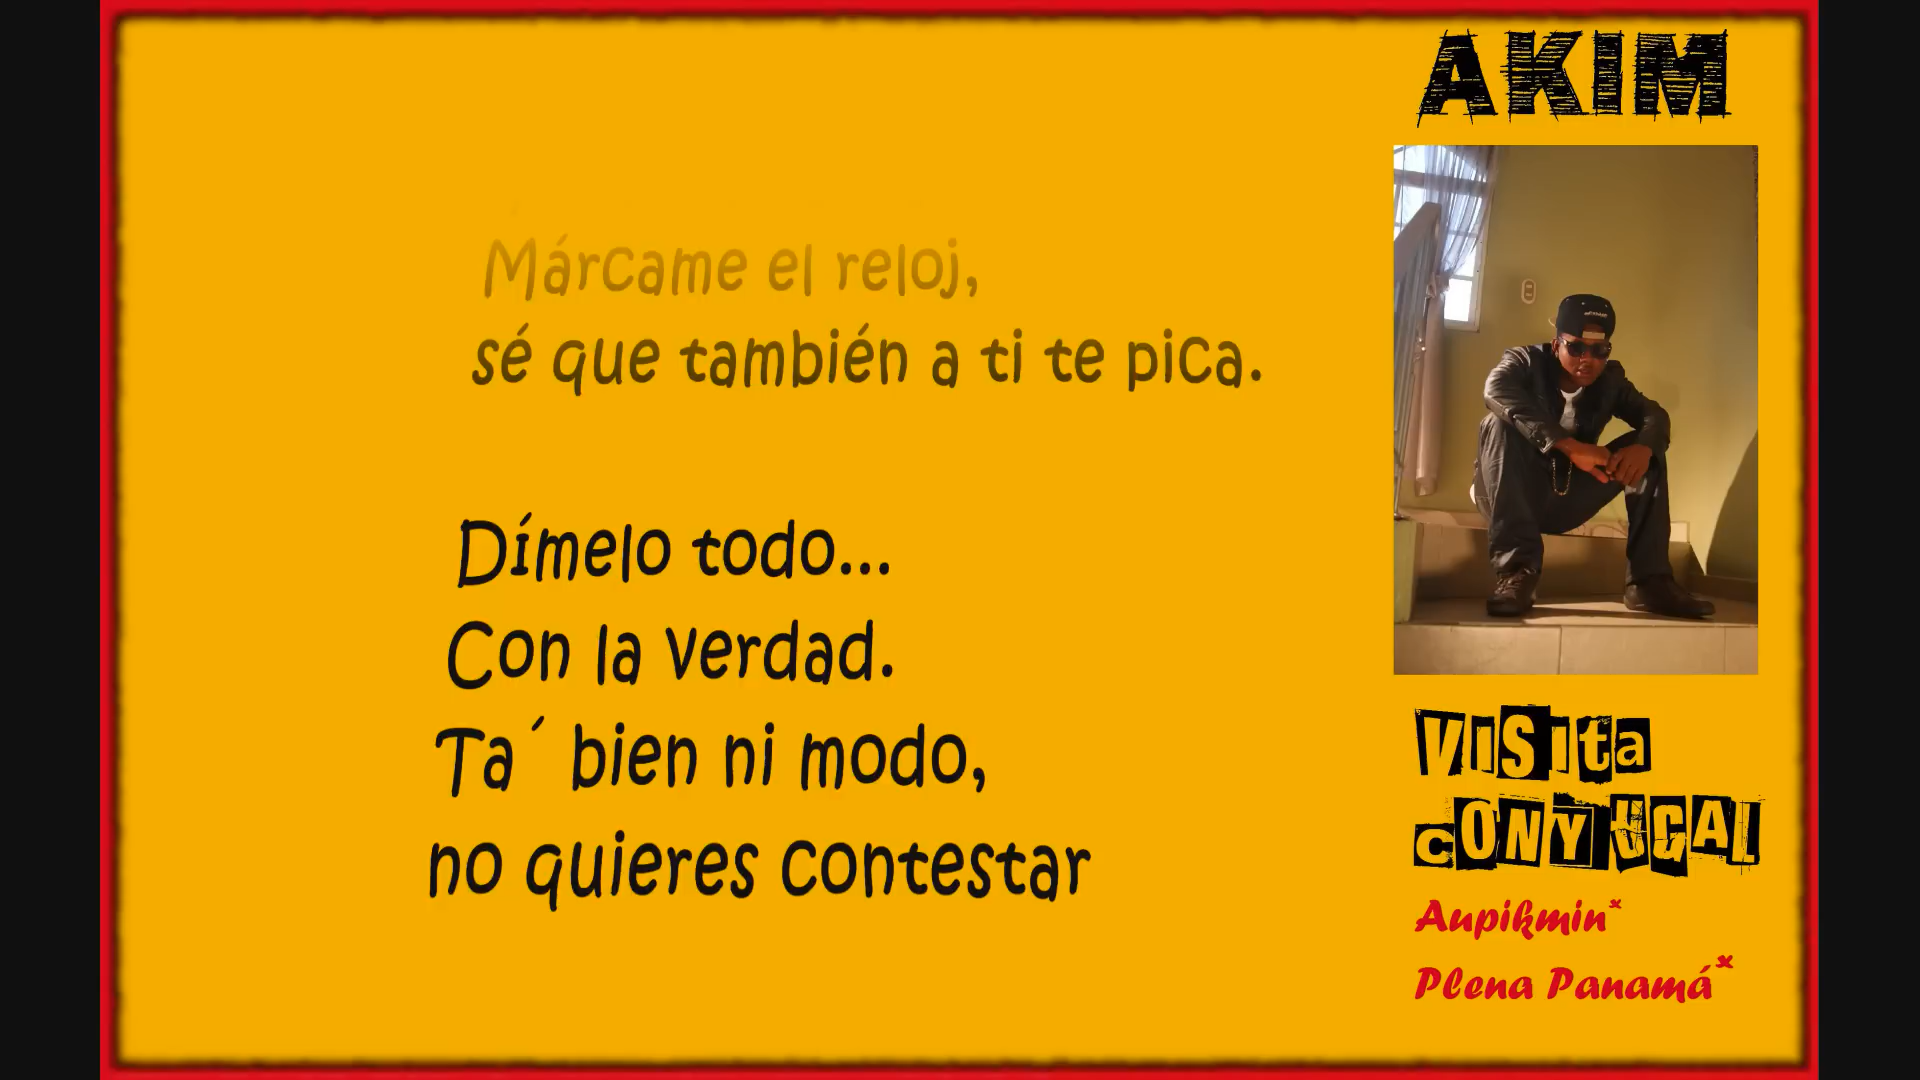 AKIM
Márcame el reloj,
sé que también a ti te pica.
Dímelo todo...
Con la verdad.
Ta´ bien ni modo,
no quieres contestar
Visita
conyugal
Aupikmin*
Plena Panamá*